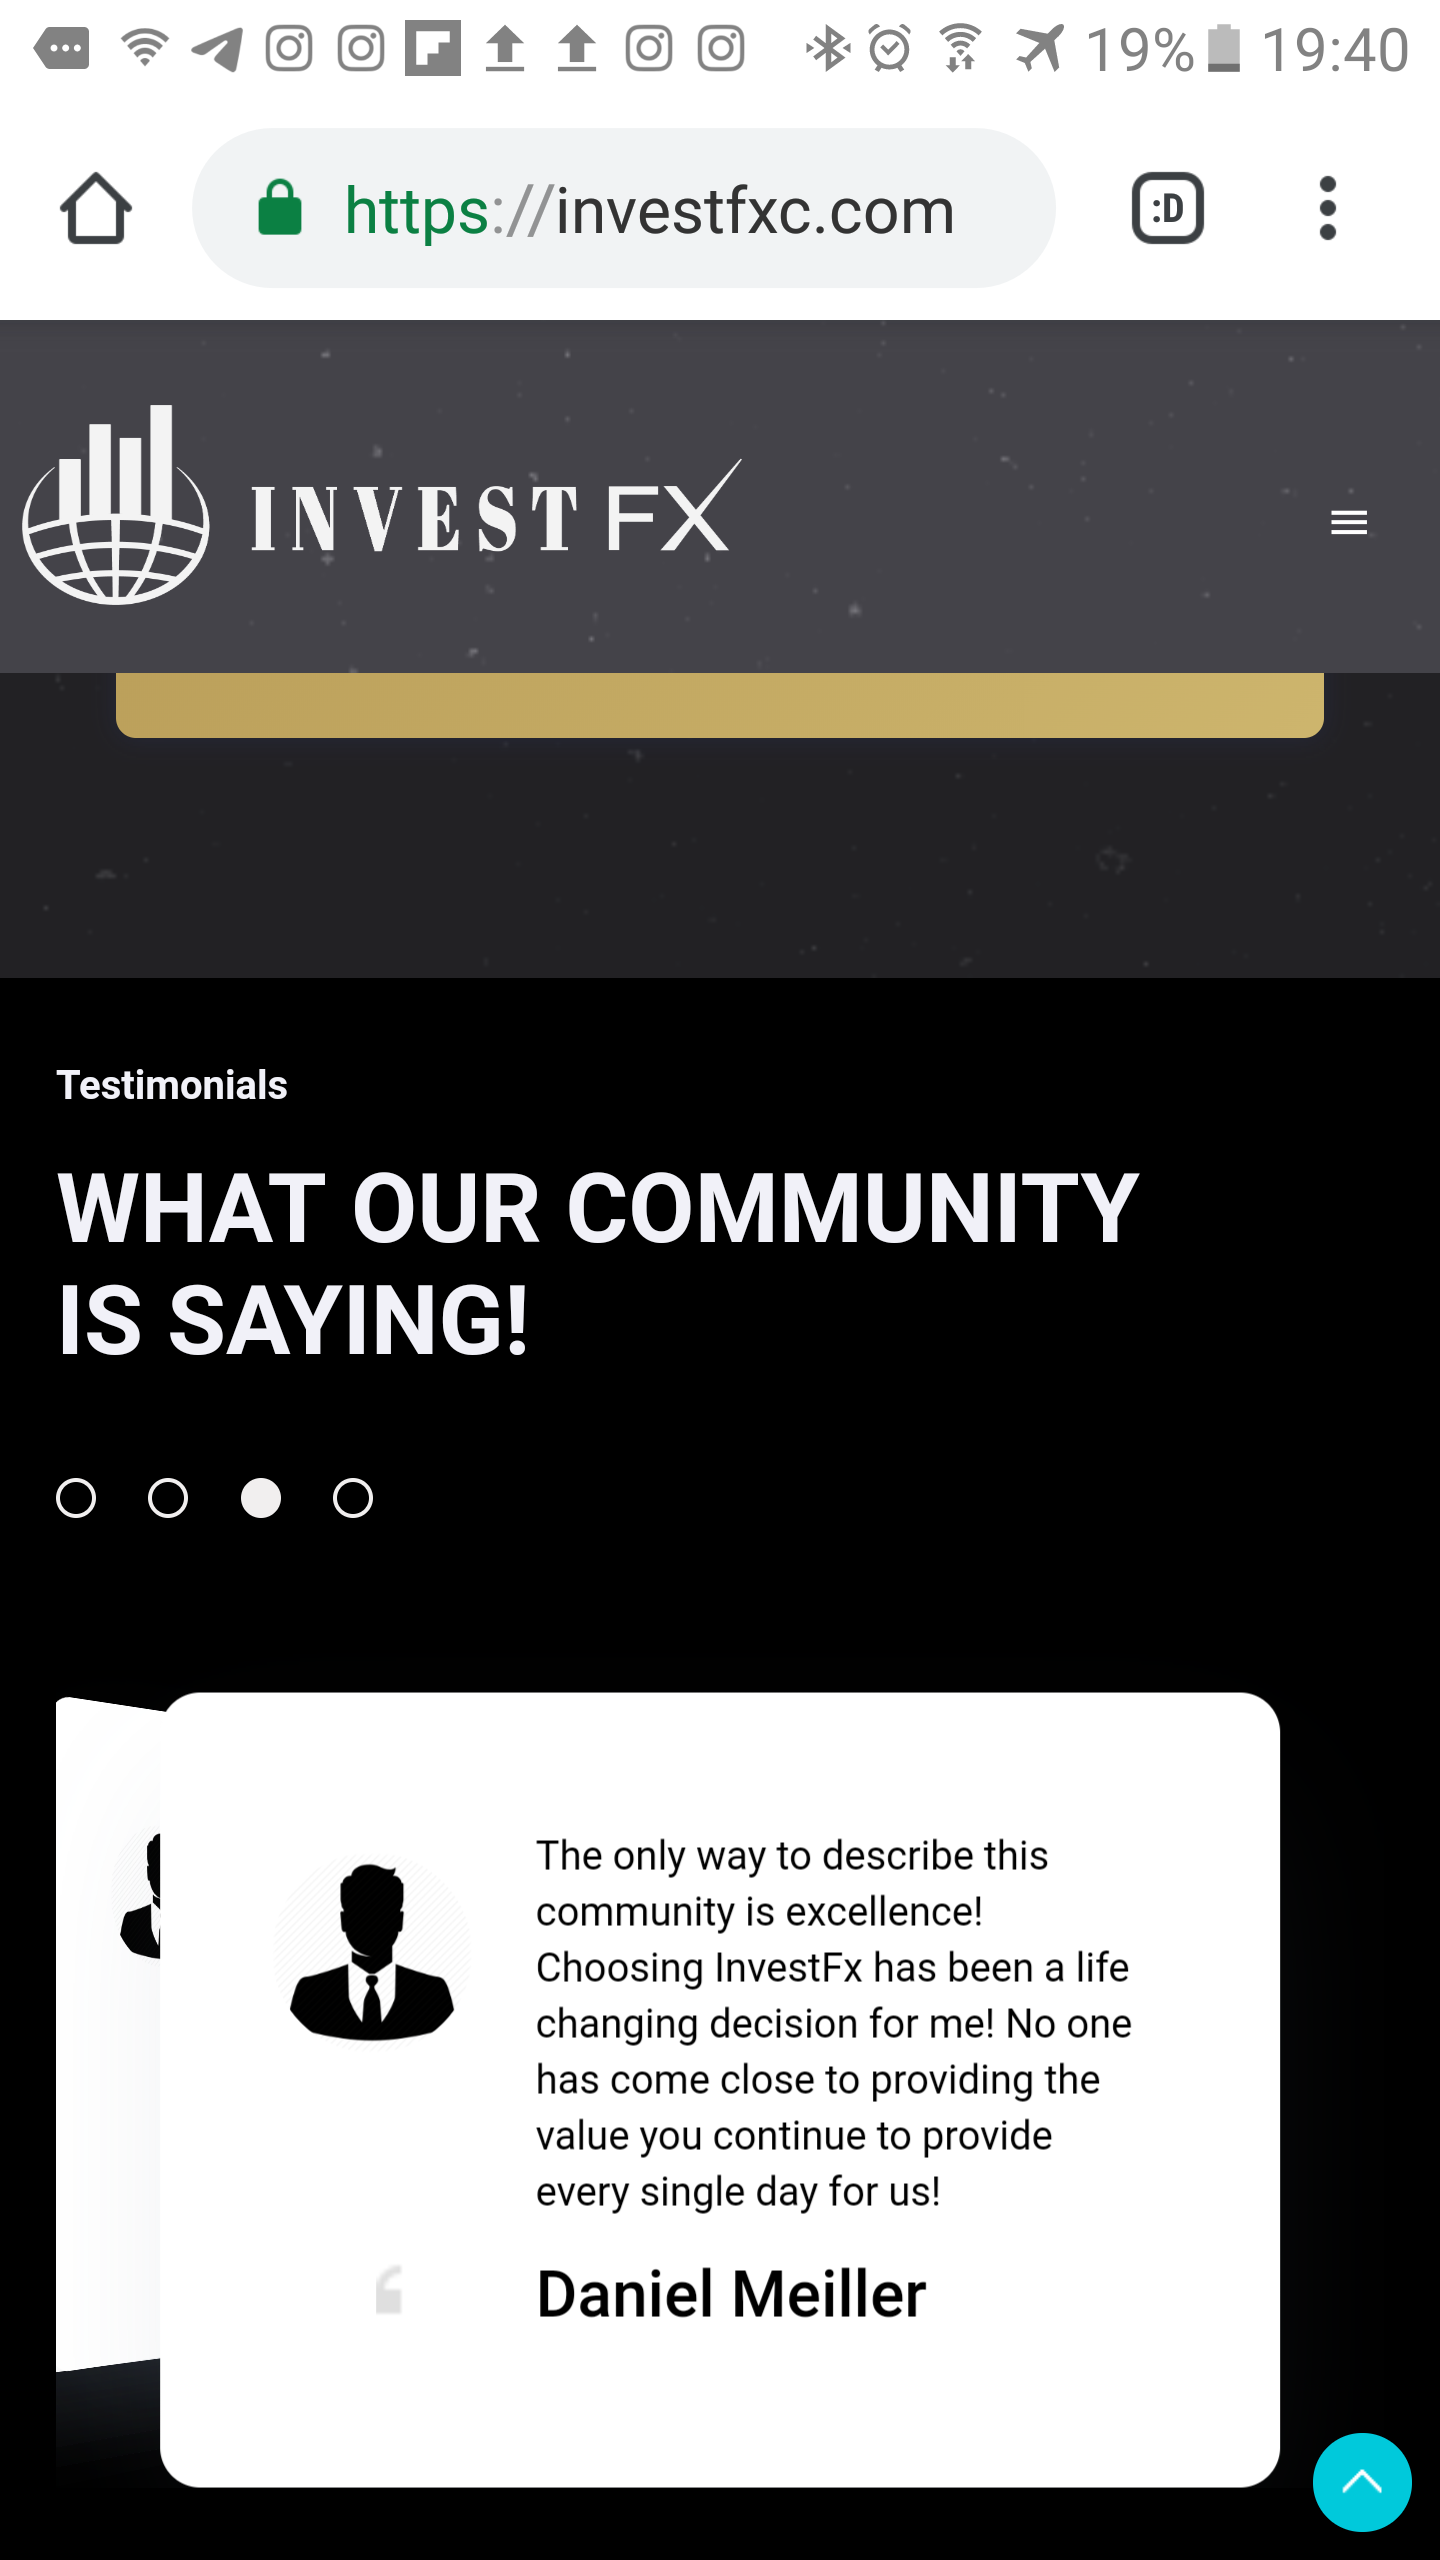 19% 19:40
https://investfxc.com
:D
INVEST FX
Testimonials
WHAT OUR COMMUNITY
IS SAYING!
The only way to describe this
community is excellence!
Choosing InvestFx has been a life
changing decision for me! No one
has come close to providing the
value you continue to provide
every single day for us!
Daniel Meiller